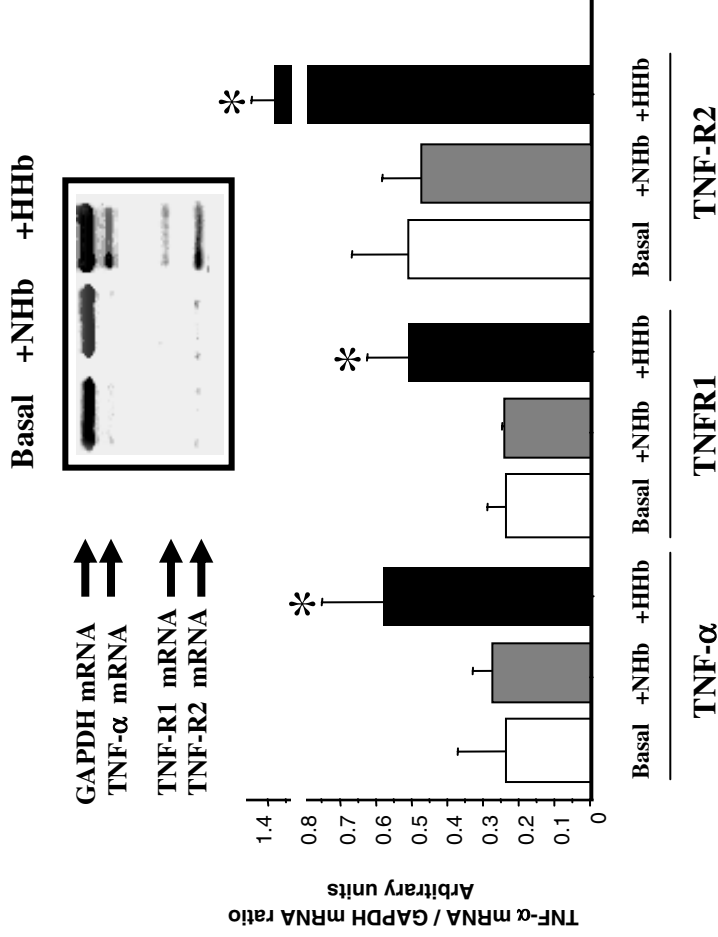 Basal +NHb +HHb
GAPDH mRNA
TNF-α mRNA
TNF-R1 mRNA
TNF-R2 mRNA
TNF-α mRNA / GAPDH mRNA ratio
Arbitrary units
1.4
0.8
0.7
0.6
0.5
0.4
0.3
0.2
0.1
0
*
*
*
Basal +NHb +HHb Basal +NHb +HHb Basal +NHb +HHb
TNF-α TNFR1 TNF-R2